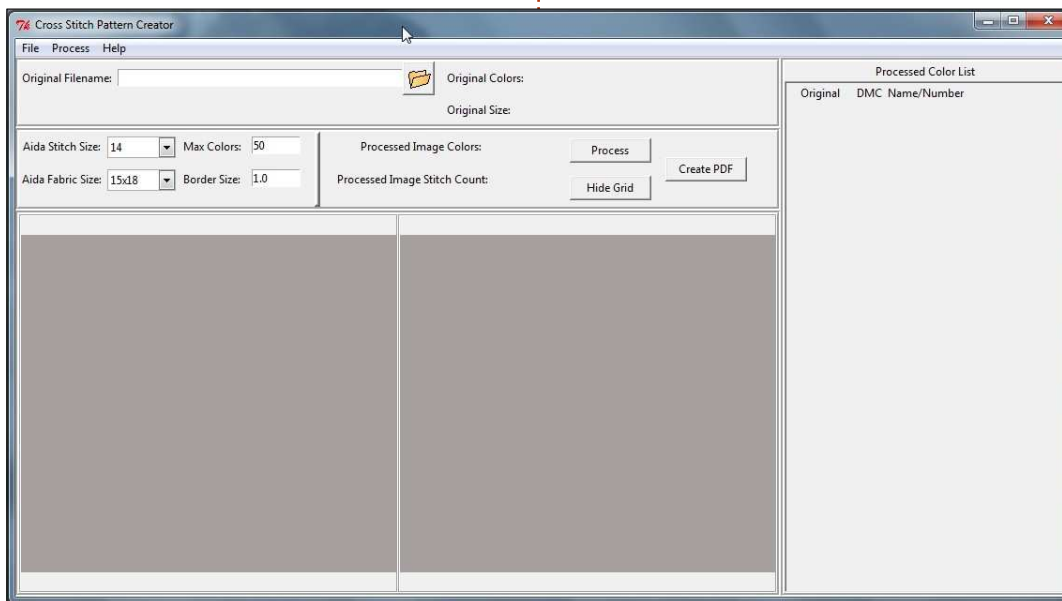 Cross Stitch Pattern Creator
File Process Help
Original Filename:
Original Colors:
Original Size:
Aida Stitch Size: 14 Max Colors: 50
Aida Fabric Size: 15x18 Border Size: 1.0
Processed Image Colors:
Processed Image Stitch Count:
Process
Hide Grid
Create PDF
Processed Color List
Original DMC Name/Number